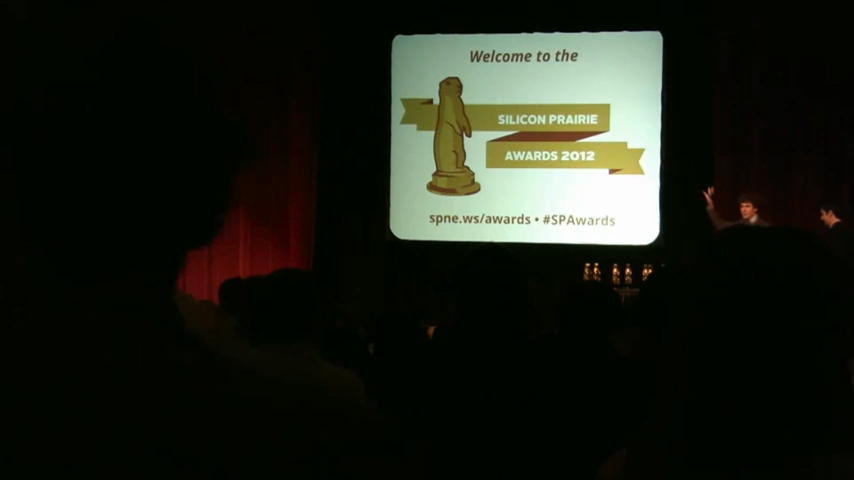 Welcome to the
SILICON PRAIRIE
AWARDS 2012
spne.ws/awards • #SPAwards